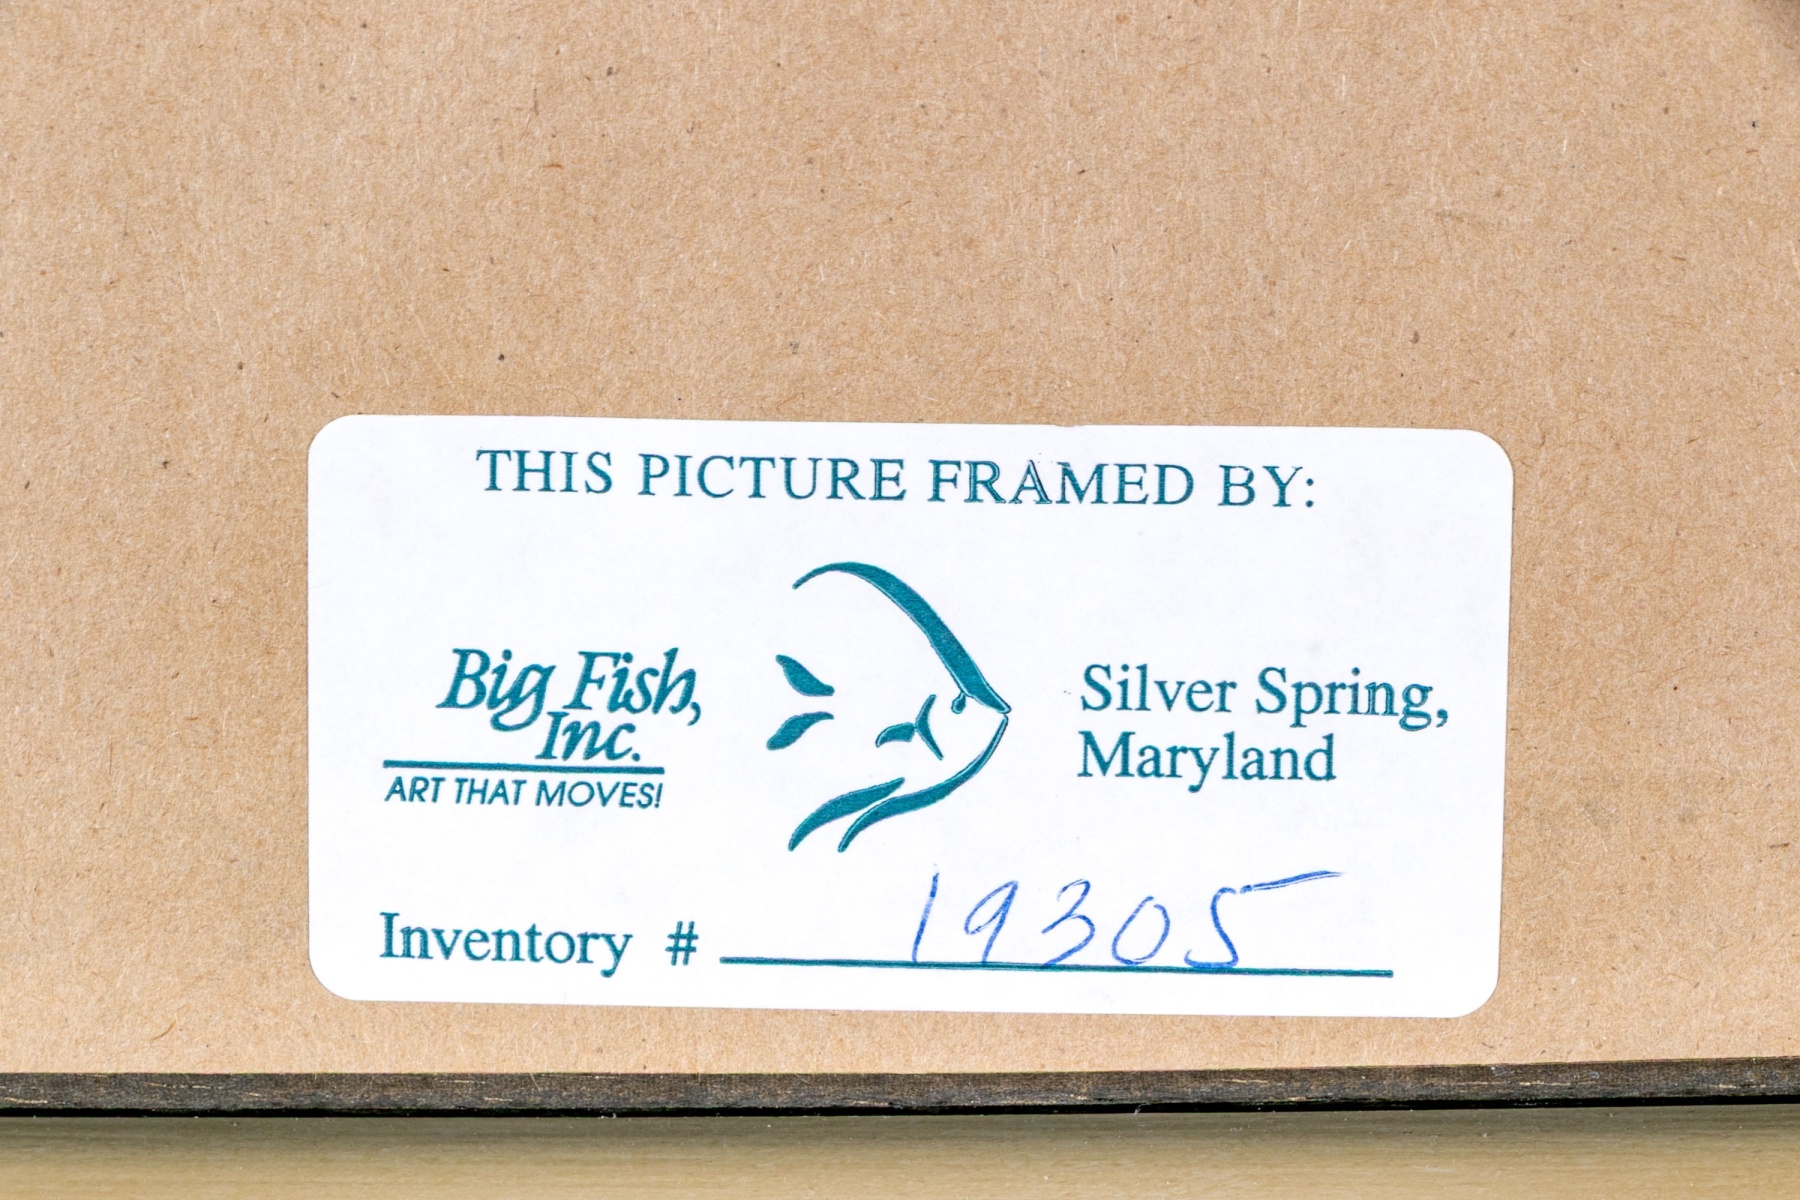 THIS PICTURE FRAMED BY:
Big Fish,
Inc.
ART THAT MOVES!
Silver Spring,
Maryland
Inventory # 19305